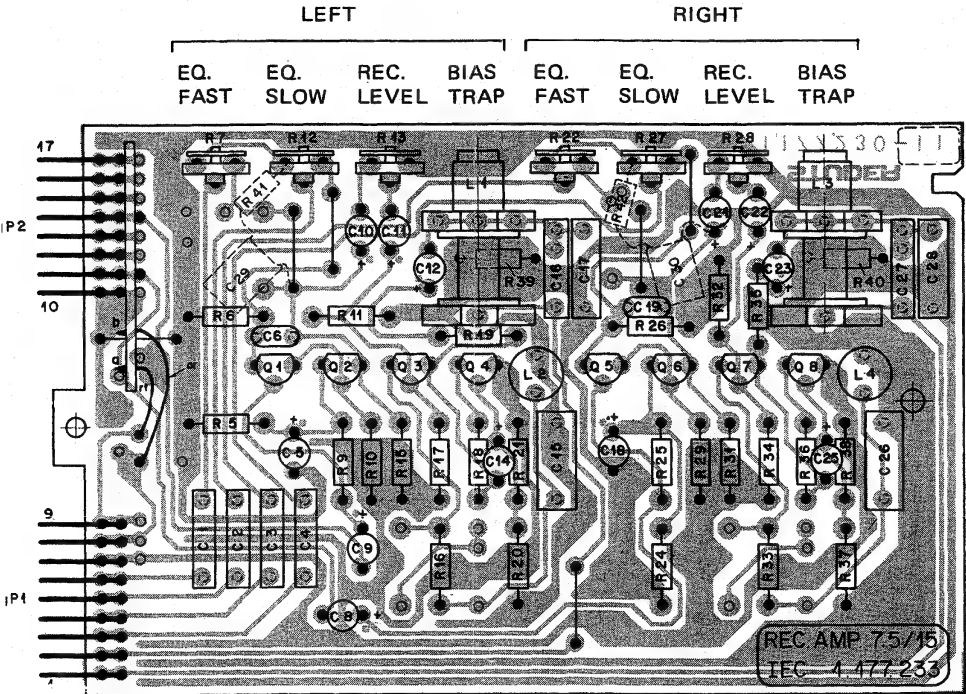 LEFT RIGHT
EQ. FAST EQ. SLOW REC. LEVEL BIAS TRAP EQ. FAST EQ. SLOW REC. LEVEL BIAS TRAP
R7 R12 R13 R22 R27 R28
17
STUDER
R41 L1 L3
C10 C11 C21 C22
IP2
C12 C23
C29 R39 C16 C17 C30 R32 R35 R40 C27 C28
10
R6 R11 C19
C6 R19 R26
b
a
2
Q1 Q2 Q3 Q4 L2 Q5 Q6 Q7 Q8 L4
R5
C5 R9 R10 R15 R17 R18 C14 R21 C15 C18 R25 R29 R31 R34 R36 C25 R38 C26
9
C1 C2 C3 C4 C9
R16 R20 R24 R33 R37
IP1
C8
REC AMP 7.5/15
IEC 1.177.233
1